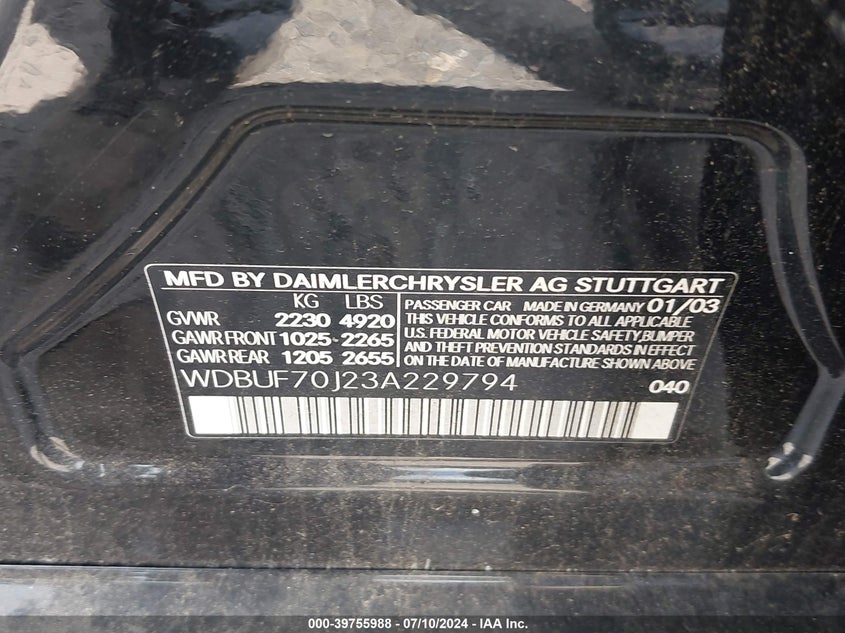 MFD BY DAIMLERCHRYSLER AG STUTTGART
KG LBS
GVWR 2230 4920
GAWR FRONT 1025 2265
GAWR REAR 1205 2655
PASSENGER CAR MADE IN GERMANY 01/03
THIS VEHICLE CONFORMS TO ALL APPLICABLE
U.S. FEDERAL MOTOR VEHICLE SAFETY,BUMPER
AND THEFT PREVENTION STANDARDS IN EFFECT
ON THE DATE OF MANUFACTURE SHOWN ABOVE
WDBUF70J23A229794
040
000-39755988 / 07/10/2024 - IAA Inc.